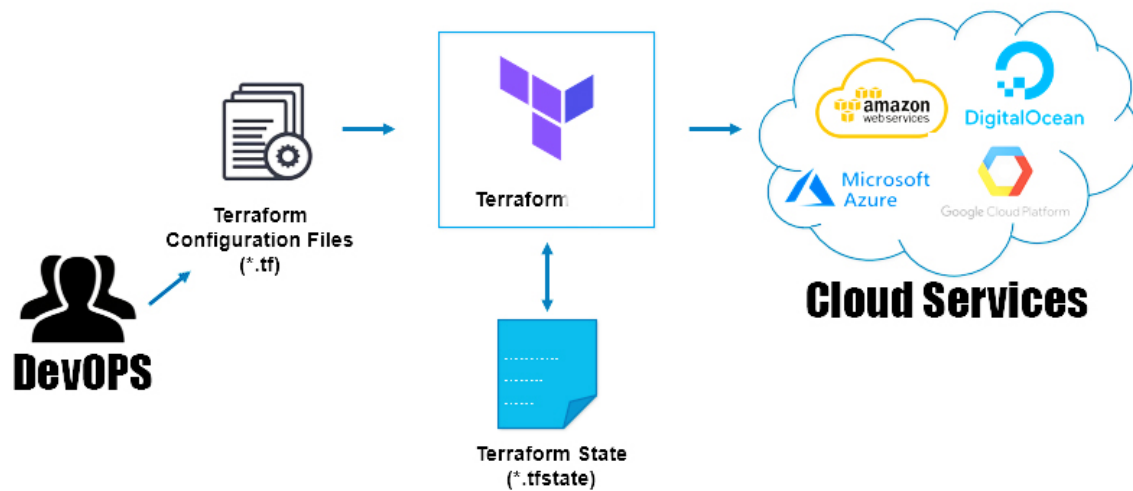 DevOPS
Terraform
Configuration Files
(*.tf)
Terraform
Terraform State
(*.tfstate)
amazon
webservices
DigitalOcean
Microsoft
Azure
Google Cloud Platform
Cloud Services